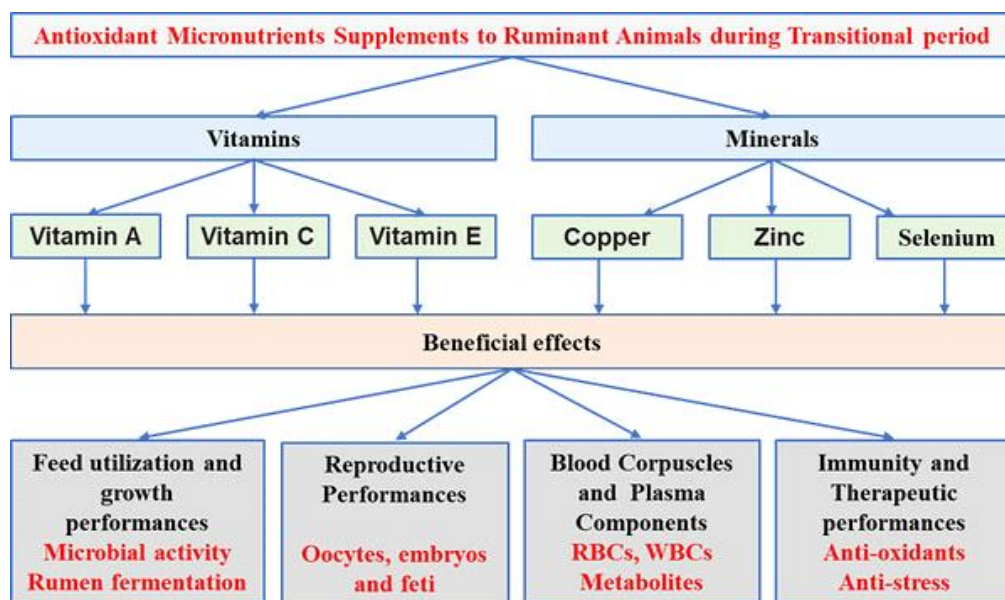 Antioxidant Micronutrients Supplements to Ruminant Animals during Transitional period
Vitamins
Minerals
Vitamin A
Vitamin C
Vitamin E
Copper
Zinc
Selenium
Beneficial effects
Feed utilization and
growth
performances
Microbial activity
Rumen fermentation
Reproductive
Performances
Oocytes, embryos
and feti
Blood Corpuscles
and Plasma
Components
RBCs, WBCs
Metabolites
Immunity and
Therapeutic
performances
Anti-oxidants
Anti-stress